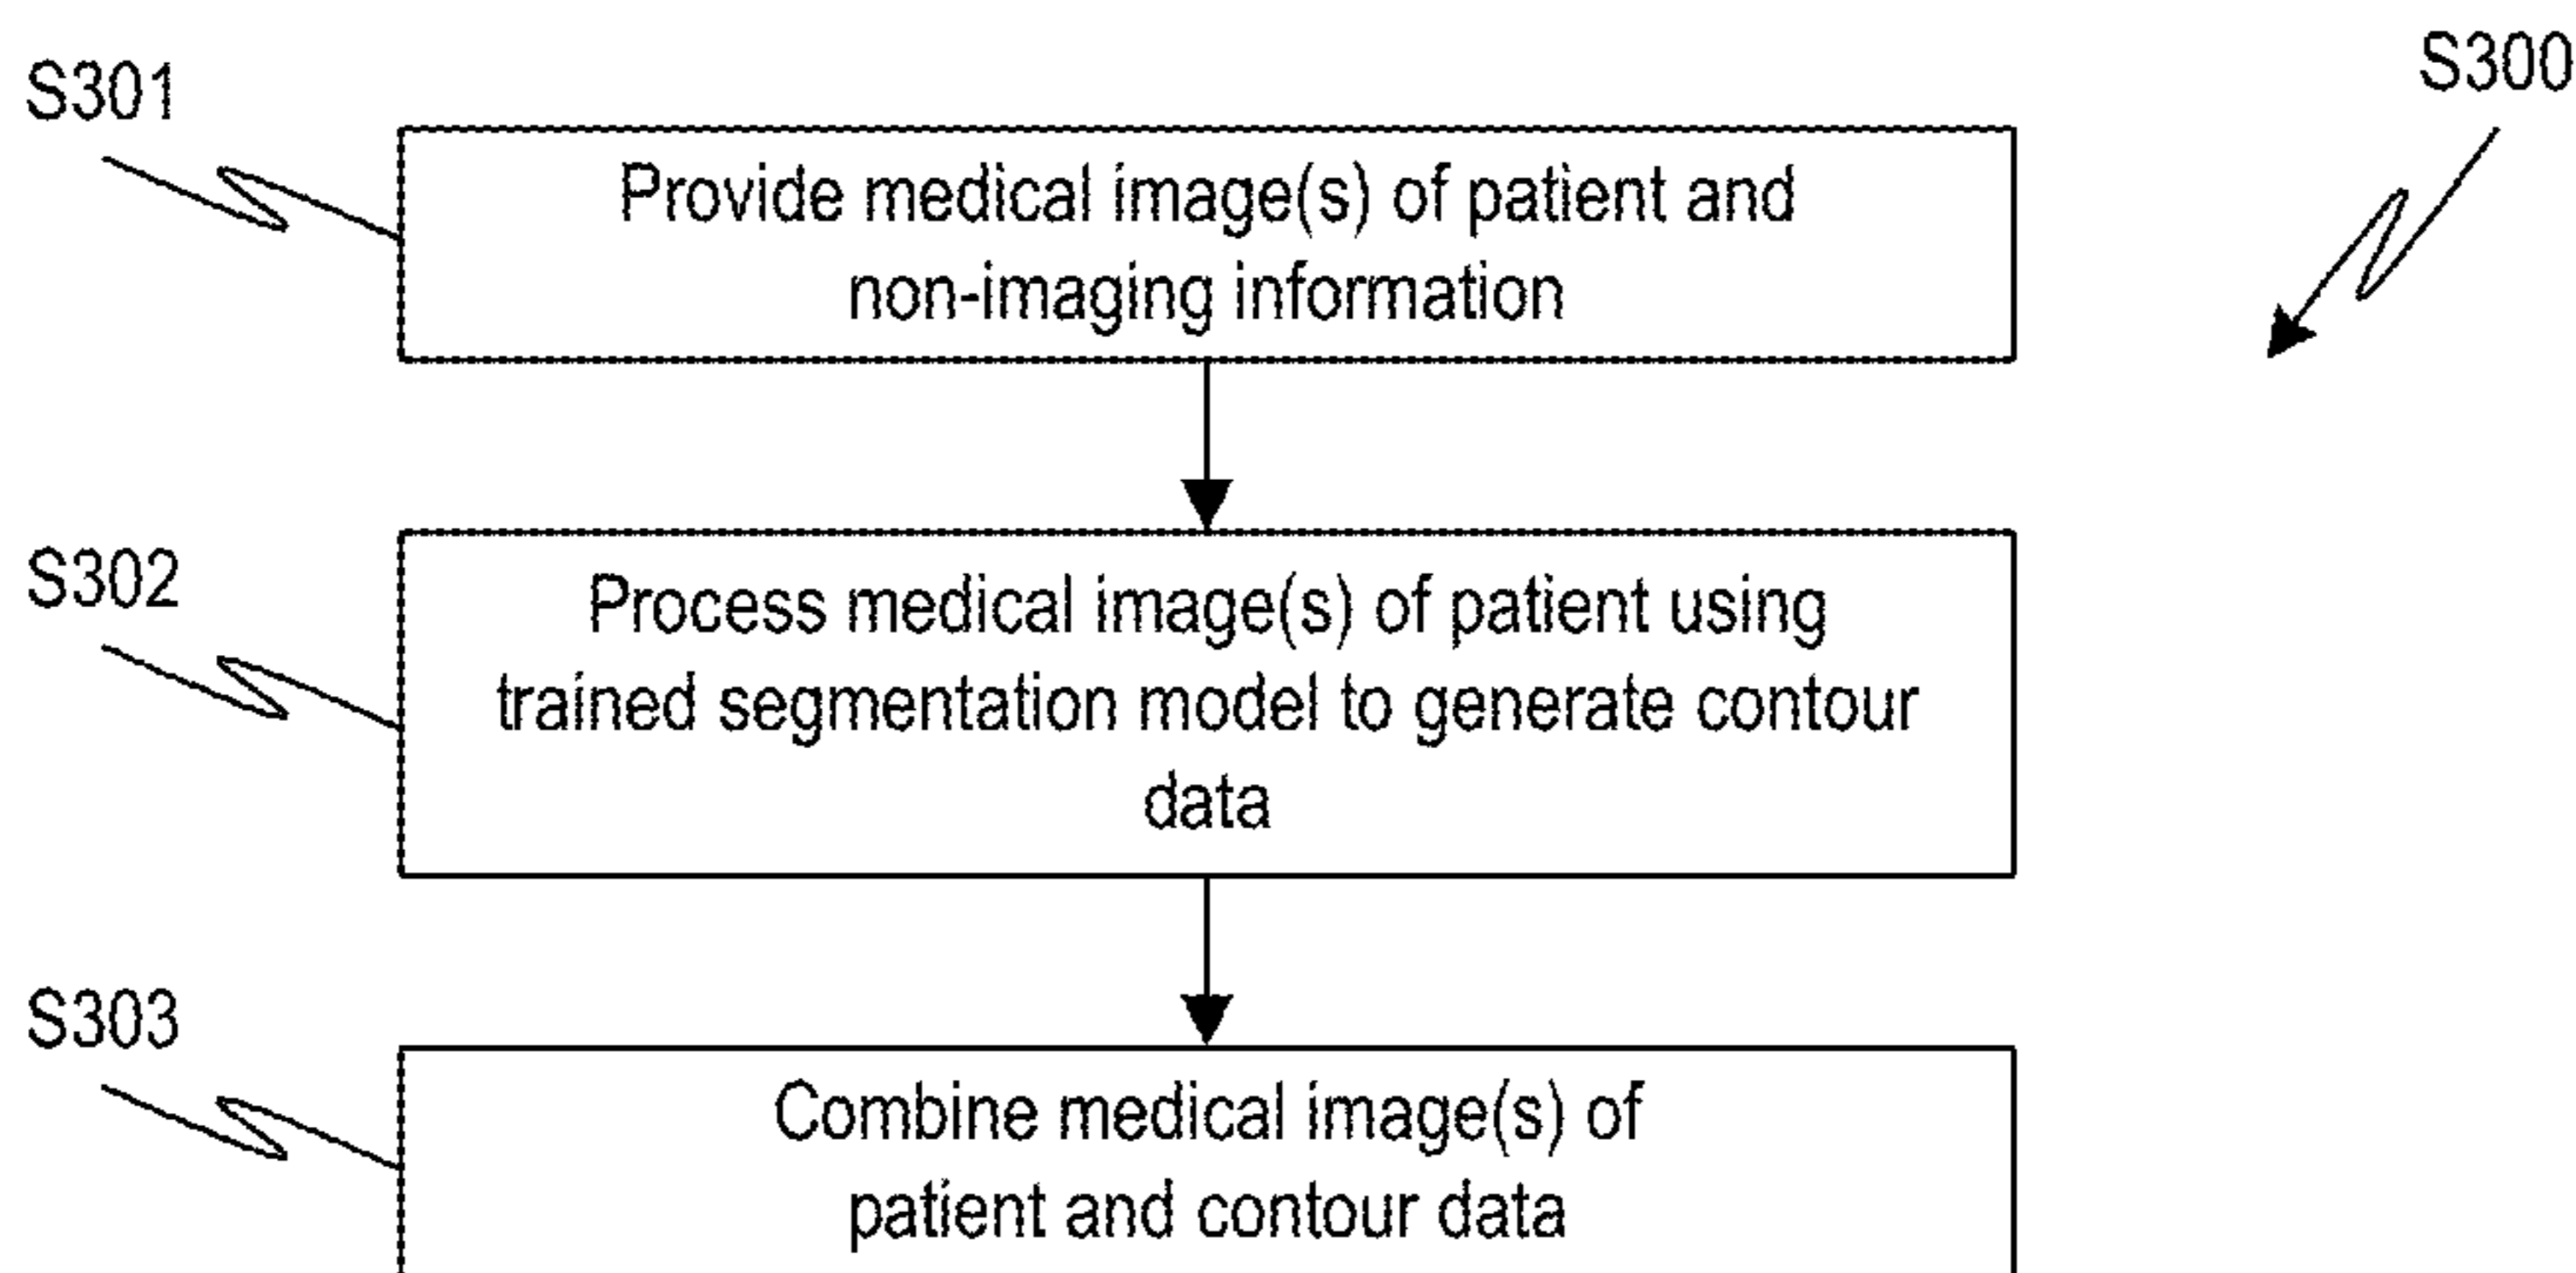 S301
S300
Provide medical image(s) of patient and
non-imaging information
S302
Process medical image(s) of patient using
trained segmentation model to generate contour
data
S303
Combine medical image(s) of
patient and contour data